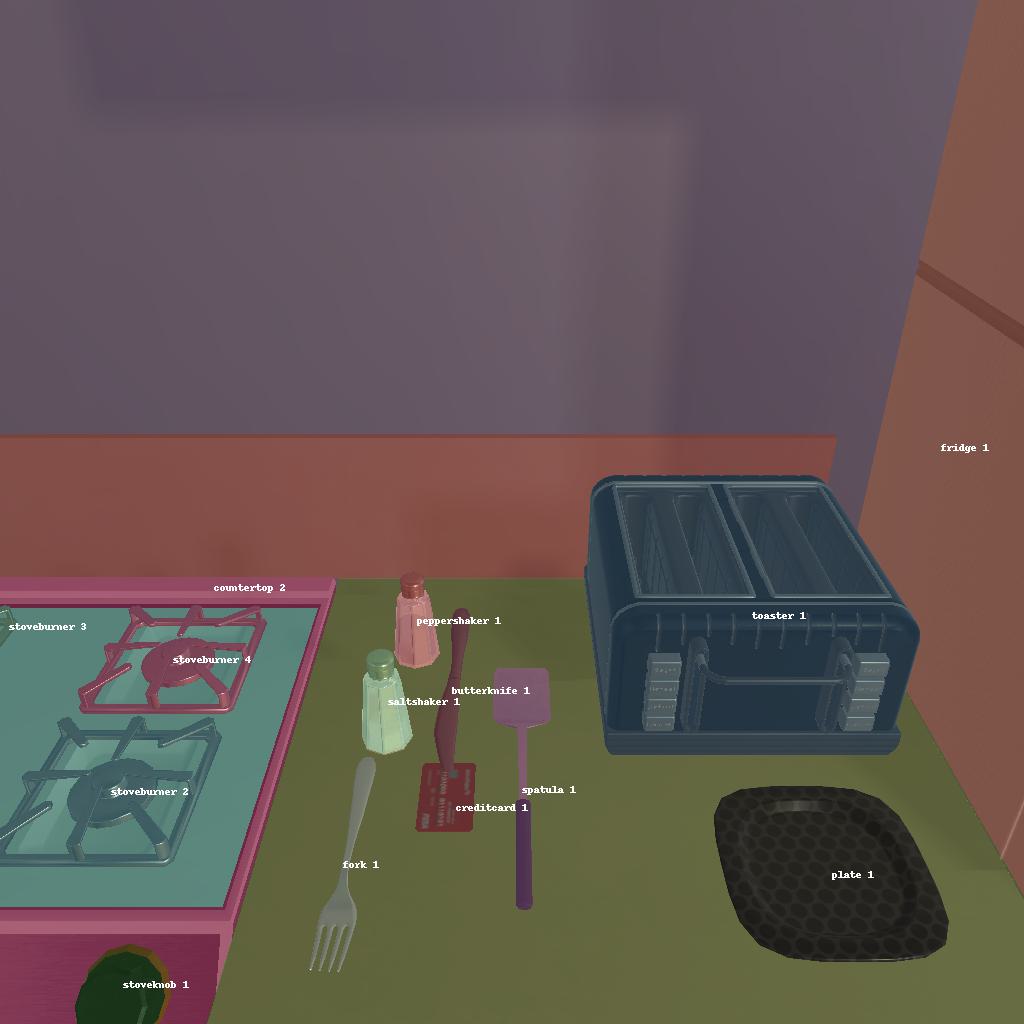 fridge 1
countertop 2
toaster 1
peppershaker 1
stoveburner 3
stoveburner 4
butterknife 1
saltshaker 1
stoveburner 2
spatula 1
creditcard 1
fork 1
plate 1
stoveknob 1